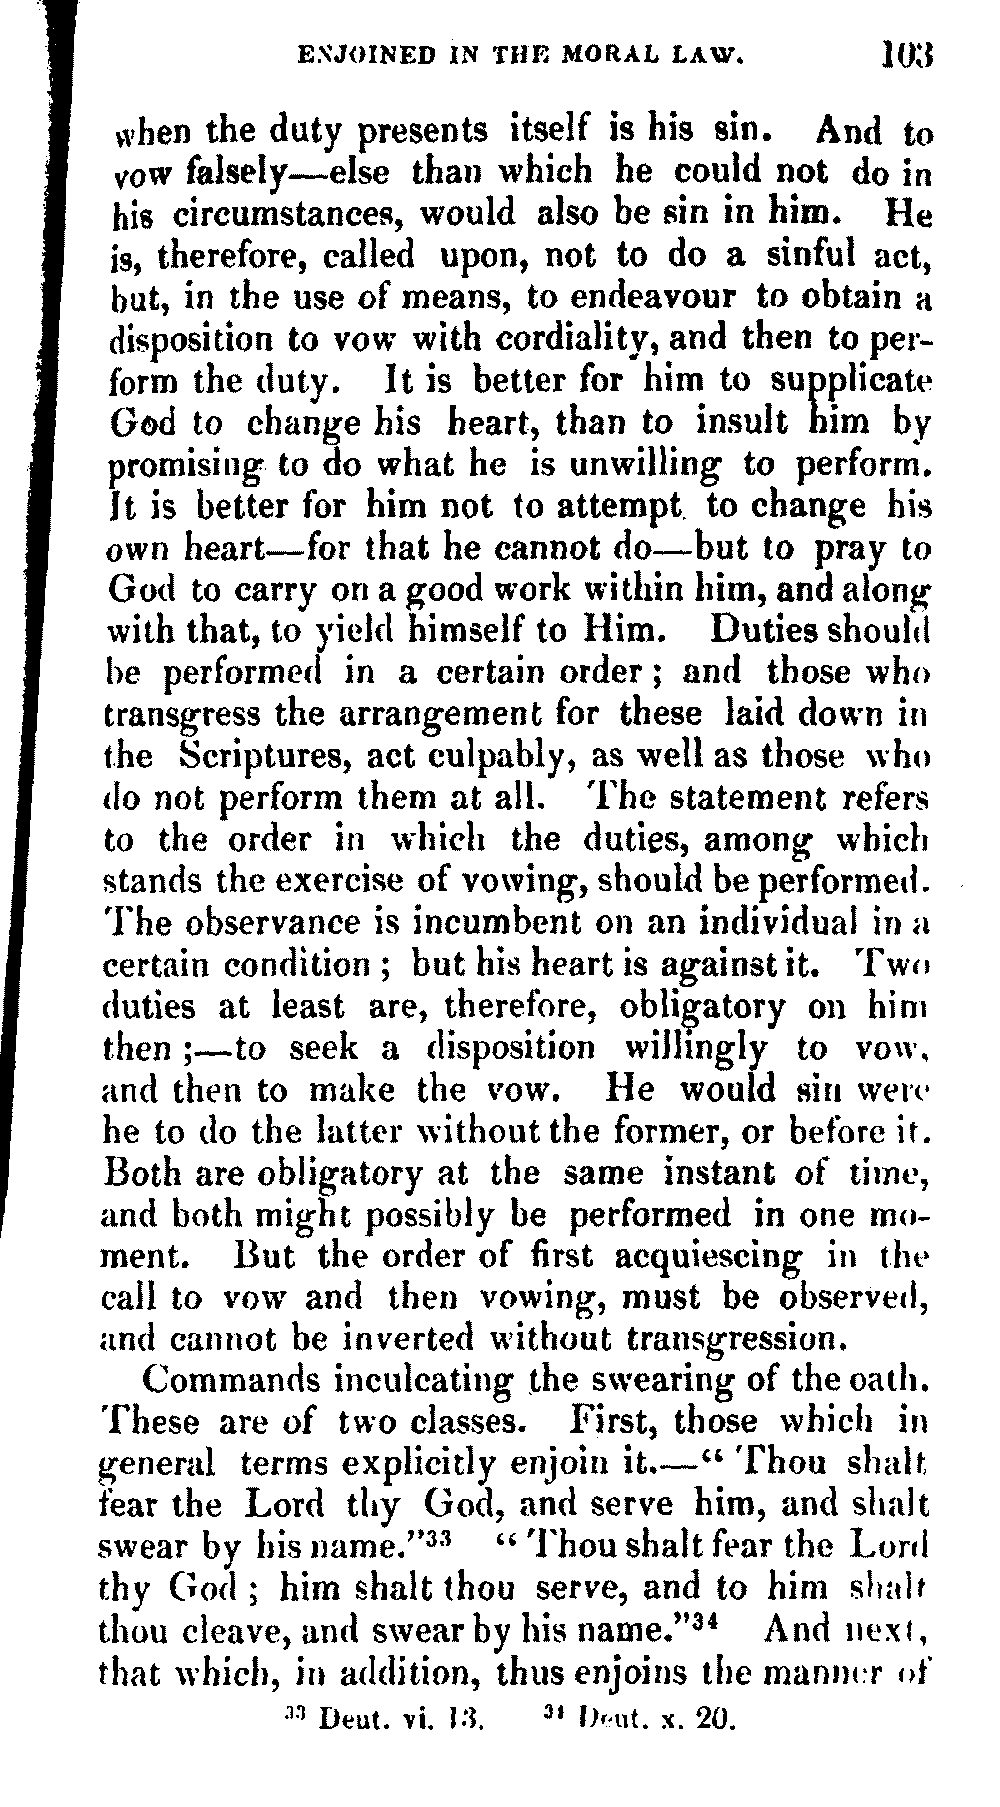 ENJOINED IN THE MORAL LAW. 103
when the duty presents itself is his sin. And to
vow falsely—else than which he could not do in
his circumstances, would also be sin in him. He
is, therefore, called upon, not to do a sinful act,
but, in the use of means, to endeavour to obtain a
disposition to vow with cordiality, and then to per-
form the duty. It is better for him to supplicate
God to change his heart, than to insult him by
promising to do what he is unwilling to perform.
It is better for him not to attempt to change his
own heart—for that he cannot do—but to pray to
God to carry on a good work within him, and along
with that, to yield himself to Him. Duties should
be performed in a certain order; and those who
transgress the arrangement for these laid down in
the Scriptures, act culpably, as well as those who
do not perform them at all. The statement refers
to the order in which the duties, among which
stands the exercise of vowing, should be performed.
The observance is incumbent on an individual in a
certain condition; but his heart is against it. Two
duties at least are, therefore, obligatory on him
then;—to seek a disposition willingly to vow,
and then to make the vow. He would sin were
he to do the latter without the former, or before it.
Both are obligatory at the same instant of time,
and both might possibly be performed in one mo-
ment. But the order of first acquiescing in the
call to vow and then vowing, must be observed,
and cannot be inverted without transgression.
Commands inculcating the swearing of the oath.
These are of two classes. First, those which in
general terms explicitly enjoin it.—"Thou shalt
fear the Lord thy God, and serve him, and shalt
swear by his name."³³ "Thou shalt fear the Lord
thy God; him shalt thou serve, and to him shalt
thou cleave, and swear by his name."³⁴ And next,
that which, in addition, thus enjoins the manner of
³³ Deut. vi. 13. ³⁴ Deut. x. 20.